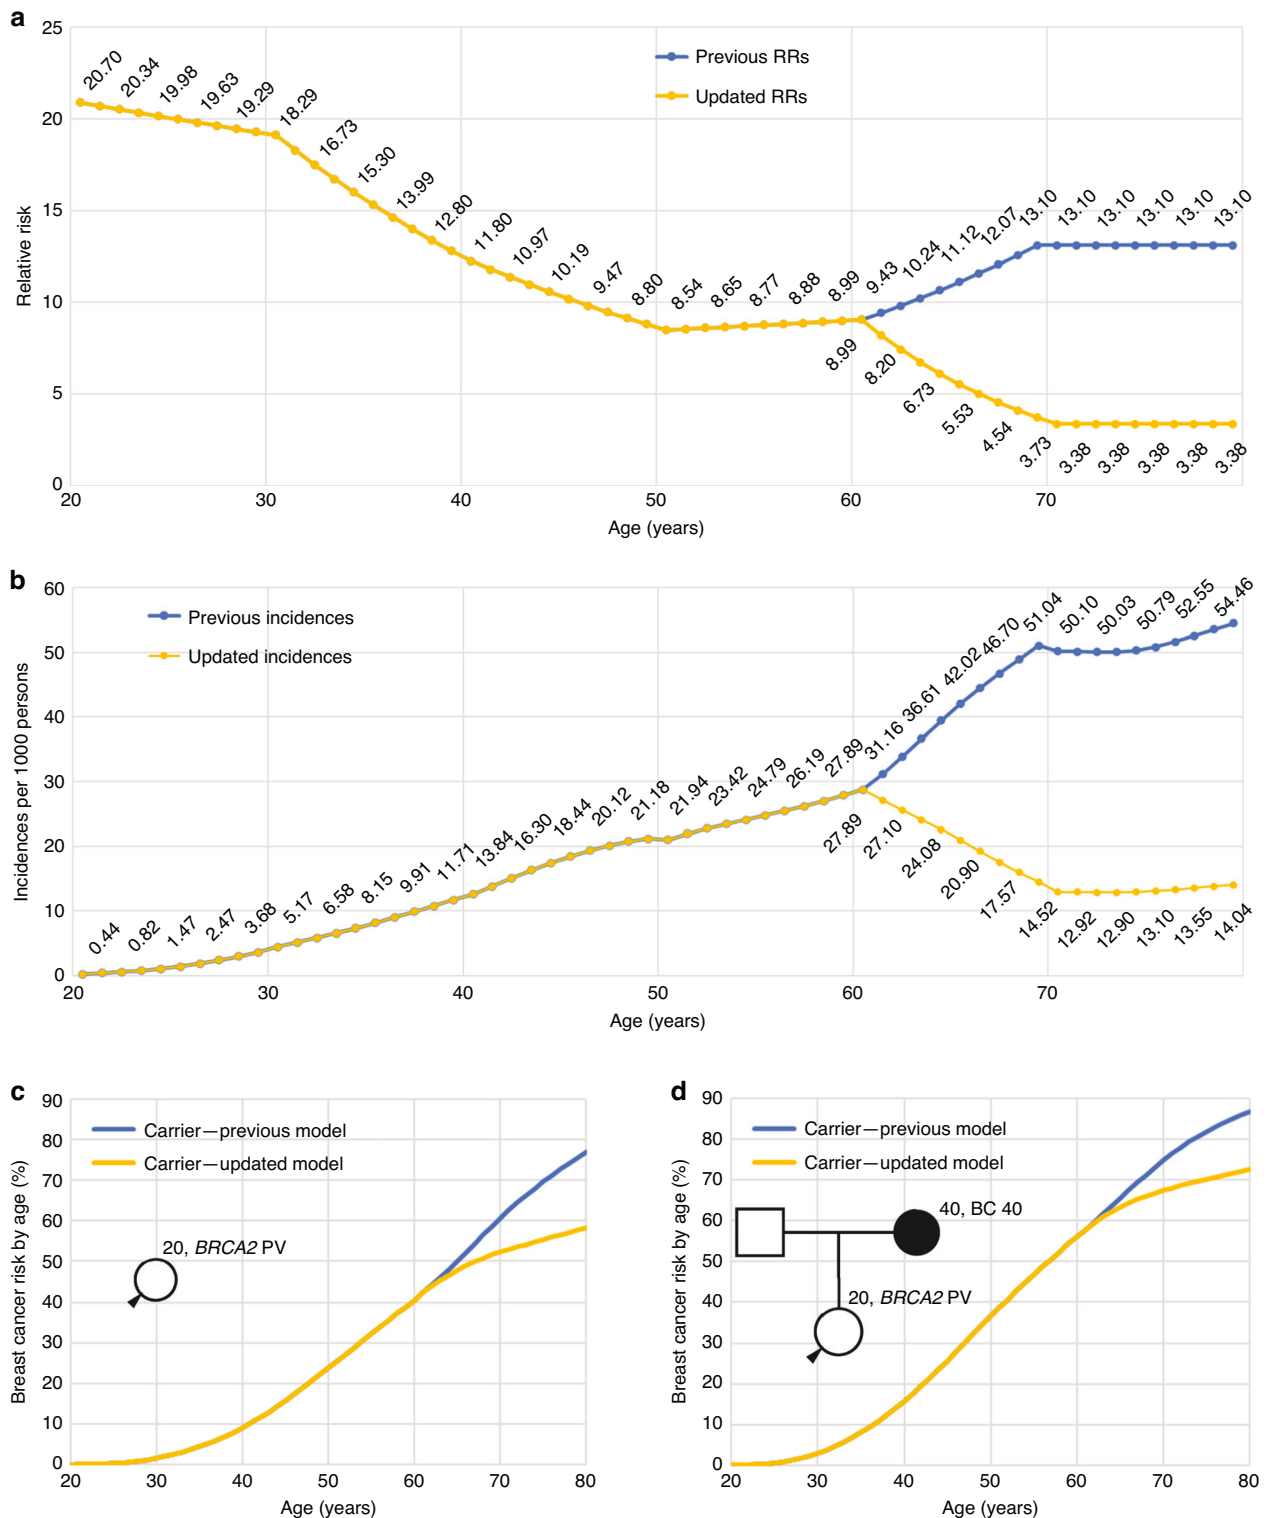 a
25
20
15
10
5
0
Relative risk
Previous RRs
Updated RRs
20.70 20.34 19.98 19.63 19.29 18.29 16.73 15.30 13.99 12.80 11.80 10.97 10.19 9.47 8.80 8.54 8.65 8.77 8.88 8.99 9.43 10.24 11.12 12.07 13.10 13.10 13.10 13.10 13.10 13.10
8.99 8.20 6.73 5.53 4.54 3.73 3.38 3.38 3.38 3.38 3.38
20 30 40 50 60 70
Age (years)
b
60
50
40
30
20
10
0
Incidences per 1000 persons
Previous incidences
Updated incidences
0.44 0.82 1.47 2.47 3.68 5.17 6.58 8.15 9.91 11.71 13.84 16.30 18.44 20.12 21.18 21.94 23.42 24.79 26.19 27.89 31.16 36.61 42.02 46.70 51.04 50.10 50.03 50.79 52.55 54.46
27.89 27.10 24.08 20.90 17.57 14.52 12.92 12.90 13.10 13.55 14.04
20 30 40 50 60 70
Age (years)
c
90
80
70
60
50
40
30
20
10
0
Breast cancer risk by age (%)
Carrier—previous model
Carrier—updated model
20, BRCA2 PV
20 30 40 50 60 70 80
Age (years)
d
90
80
70
60
50
40
30
20
10
0
Breast cancer risk by age (%)
Carrier—previous model
Carrier—updated model
40, BC 40
20, BRCA2 PV
20 30 40 50 60 70 80
Age (years)